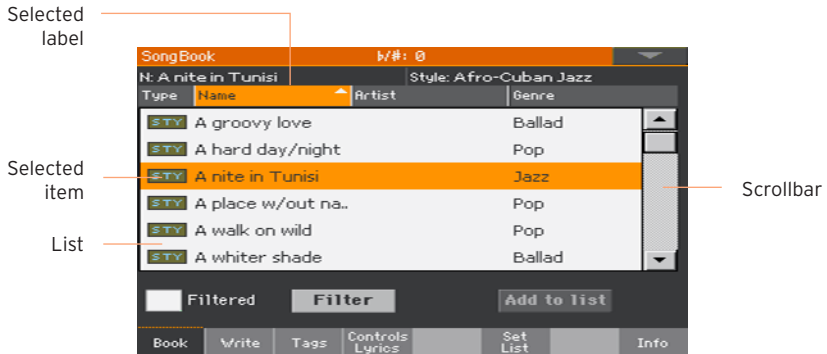 Selected
label
SongBook ♭/#: 0
N: A nite in Tunisi Style: Afro-Cuban Jazz
Type Name Artist Genre
STY A groovy love Ballad
STY A hard day/night Pop
Selected
item
STY A nite in Tunisi Jazz
Scrollbar
STY A place w/out na.. Pop
List
STY A walk on wild Pop
STY A whiter shade Ballad
Filtered Filter Add to list
Book Write Tags Controls
Lyrics Set
List Info